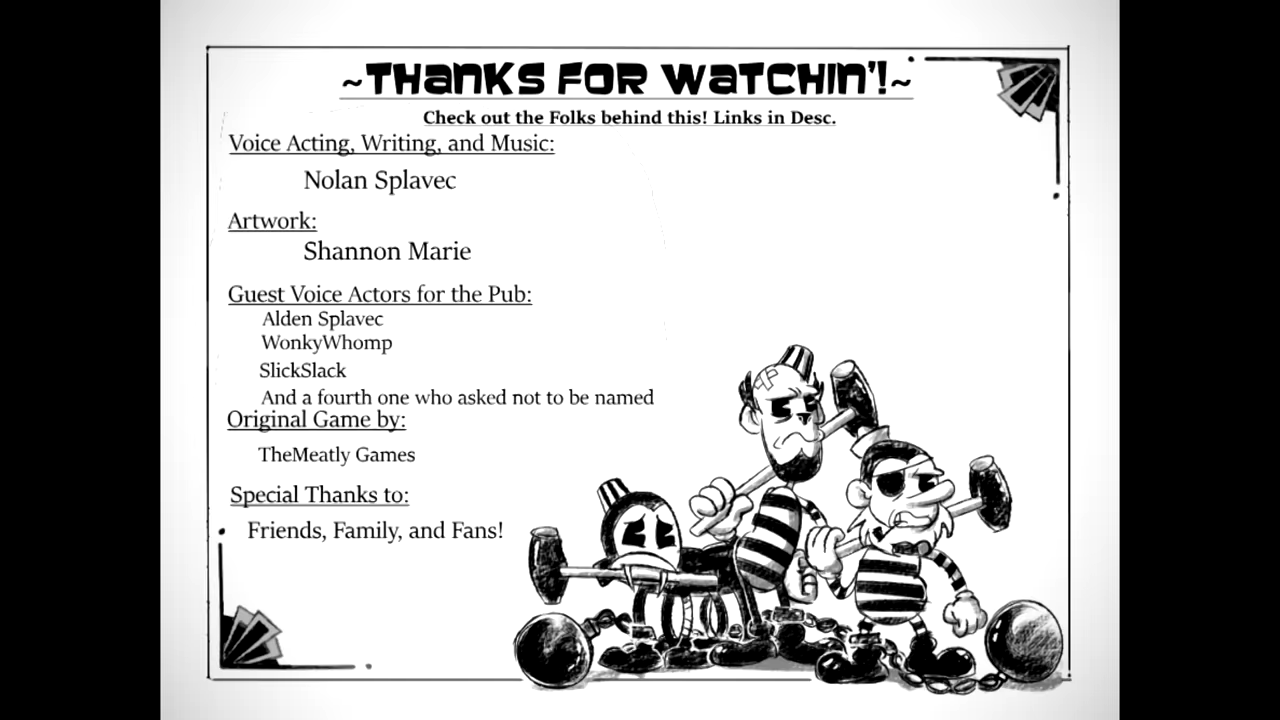 ~THANKS FOR WATCHIN'!~
Check out the Folks behind this! Links in Desc.
Voice Acting, Writing, and Music:
Nolan Splavec
Artwork:
Shannon Marie
Guest Voice Actors for the Pub:
Alden Splavec
WonkyWhomp
SlickSlack
And a fourth one who asked not to be named
Original Game by:
TheMeatly Games
Special Thanks to:
Friends, Family, and Fans!